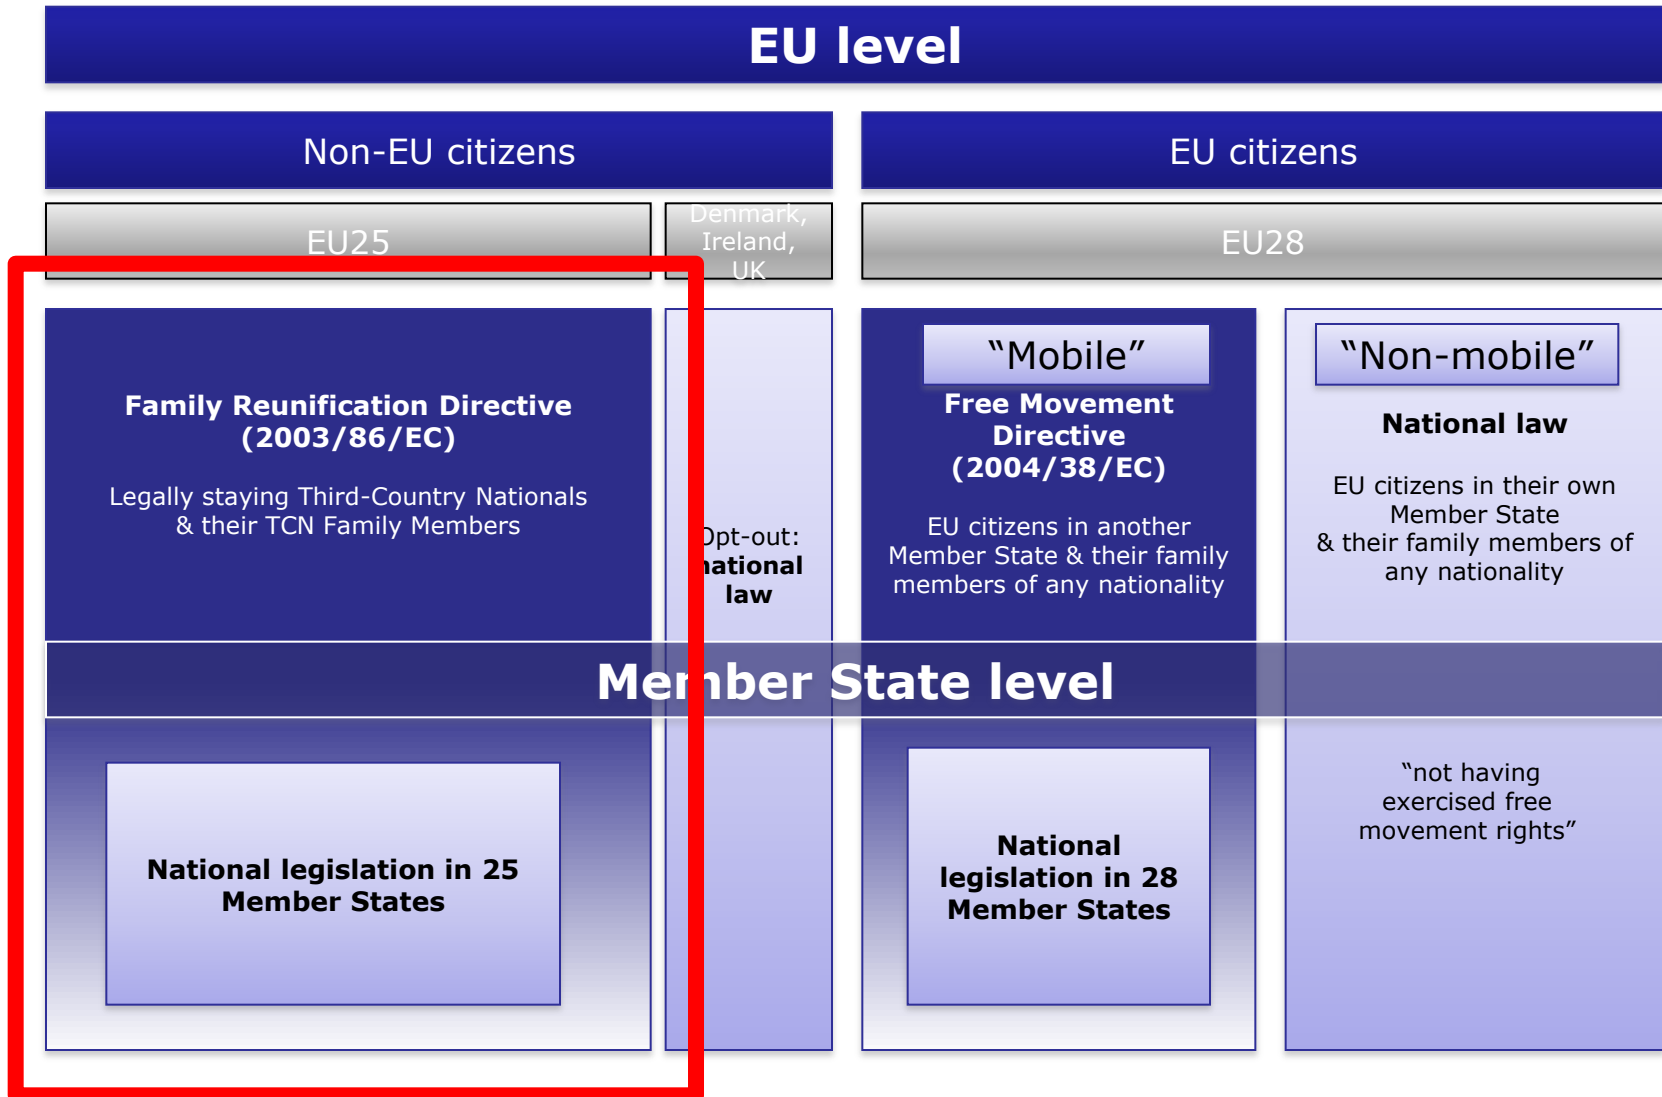 EU level
Non-EU citizens
EU citizens
EU25
Denmark,
Ireland,
UK
EU28
Family Reunification Directive
(2003/86/EC)
Legally staying Third-Country Nationals
& their TCN Family Members
Opt-out:
national
law
“Mobile”
Free Movement
Directive
(2004/38/EC)
EU citizens in another
Member State & their family
members of any nationality
“Non-mobile”
National law
EU citizens in their own
Member State
& their family members of
any nationality
Member State level
National legislation in 25
Member States
National
legislation in 28
Member States
“not having
exercised free
movement rights”